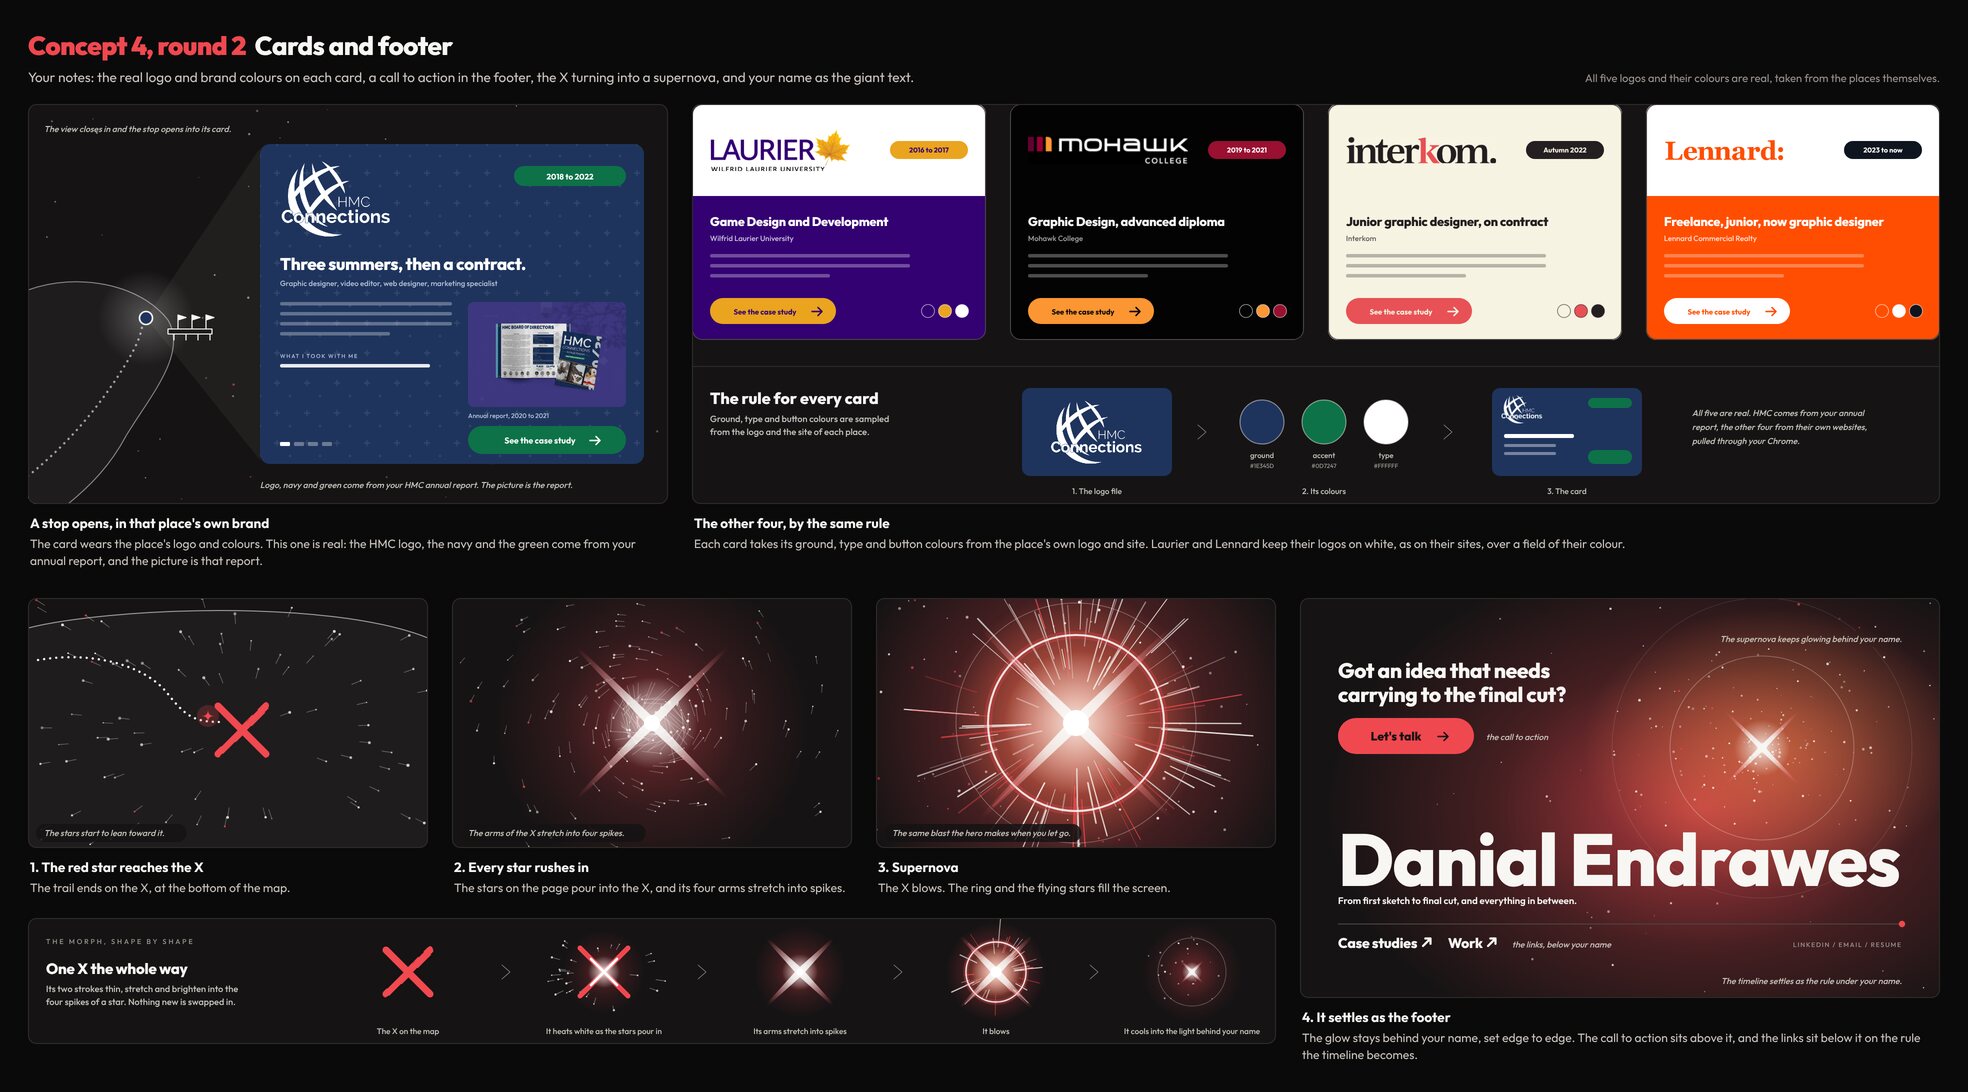 Concept 4, round 2 Cards and footer
Your notes: the real logo and brand colours on each card, a call to action in the footer, the X turning into a supernova, and your name as the giant text.
All five logos and their colours are real, taken from the places themselves.
The view closes in and the stop opens into its card.
HMC
Connections
2018 to 2022
Three summers, then a contract.
Graphic designer, video editor, web designer, marketing specialist
WHAT I TOOK WITH ME
HMC BOARD OF DIRECTORS
HMC
CONNECTIONS
Annual report, 2020 to 2021
See the case study
Logo, navy and green come from your HMC annual report. The picture is the report.
A stop opens, in that place's own brand
The card wears the place's logo and colours. This one is real: the HMC logo, the navy and the green come from your
annual report, and the picture is that report.
LAURIER
WILFRID LAURIER UNIVERSITY
2016 to 2017
Game Design and Development
Wilfrid Laurier University
See the case study
mohawk
COLLEGE
2019 to 2021
Graphic Design, advanced diploma
Mohawk College
See the case study
interkom.
Autumn 2022
Junior graphic designer, on contract
Interkom
See the case study
Lennard:
2023 to now
Freelance, junior, now graphic designer
Lennard Commercial Realty
See the case study
The rule for every card
Ground, type and button colours are sampled
from the logo and the site of each place.
HMC
Connections
1. The logo file
ground
#1E345D
accent
#0D7247
type
#FFFFFF
2. Its colours
HMC
Connections
3. The card
All five are real. HMC comes from your annual
report, the other four from their own websites,
pulled through your Chrome.
The other four, by the same rule
Each card takes its ground, type and button colours from the place's own logo and site. Laurier and Lennard keep their logos on white, as on their sites, over a field of their colour.
The stars start to lean toward it.
1. The red star reaches the X
The trail ends on the X, at the bottom of the map.
The arms of the X stretch into four spikes.
2. Every star rushes in
The stars on the page pour into the X, and its four arms stretch into spikes.
The same blast the hero makes when you let go.
3. Supernova
The X blows. The ring and the flying stars fill the screen.
THE MORPH, SHAPE BY SHAPE
One X the whole way
Its two strokes thin, stretch and brighten into the
four spikes of a star. Nothing new is swapped in.
The X on the map
It heats white as the stars pour in
Its arms stretch into spikes
It blows
It cools into the light behind your name
The supernova keeps glowing behind your name.
Got an idea that needs
carrying to the final cut?
Let's talk
the call to action
Danial Endrawes
From first sketch to final cut, and everything in between.
Case studies
Work
the links, below your name
LINKEDIN / EMAIL / RESUME
The timeline settles as the rule under your name.
4. It settles as the footer
The glow stays behind your name, set edge to edge. The call to action sits above it, and the links sit below it on the rule
the timeline becomes.